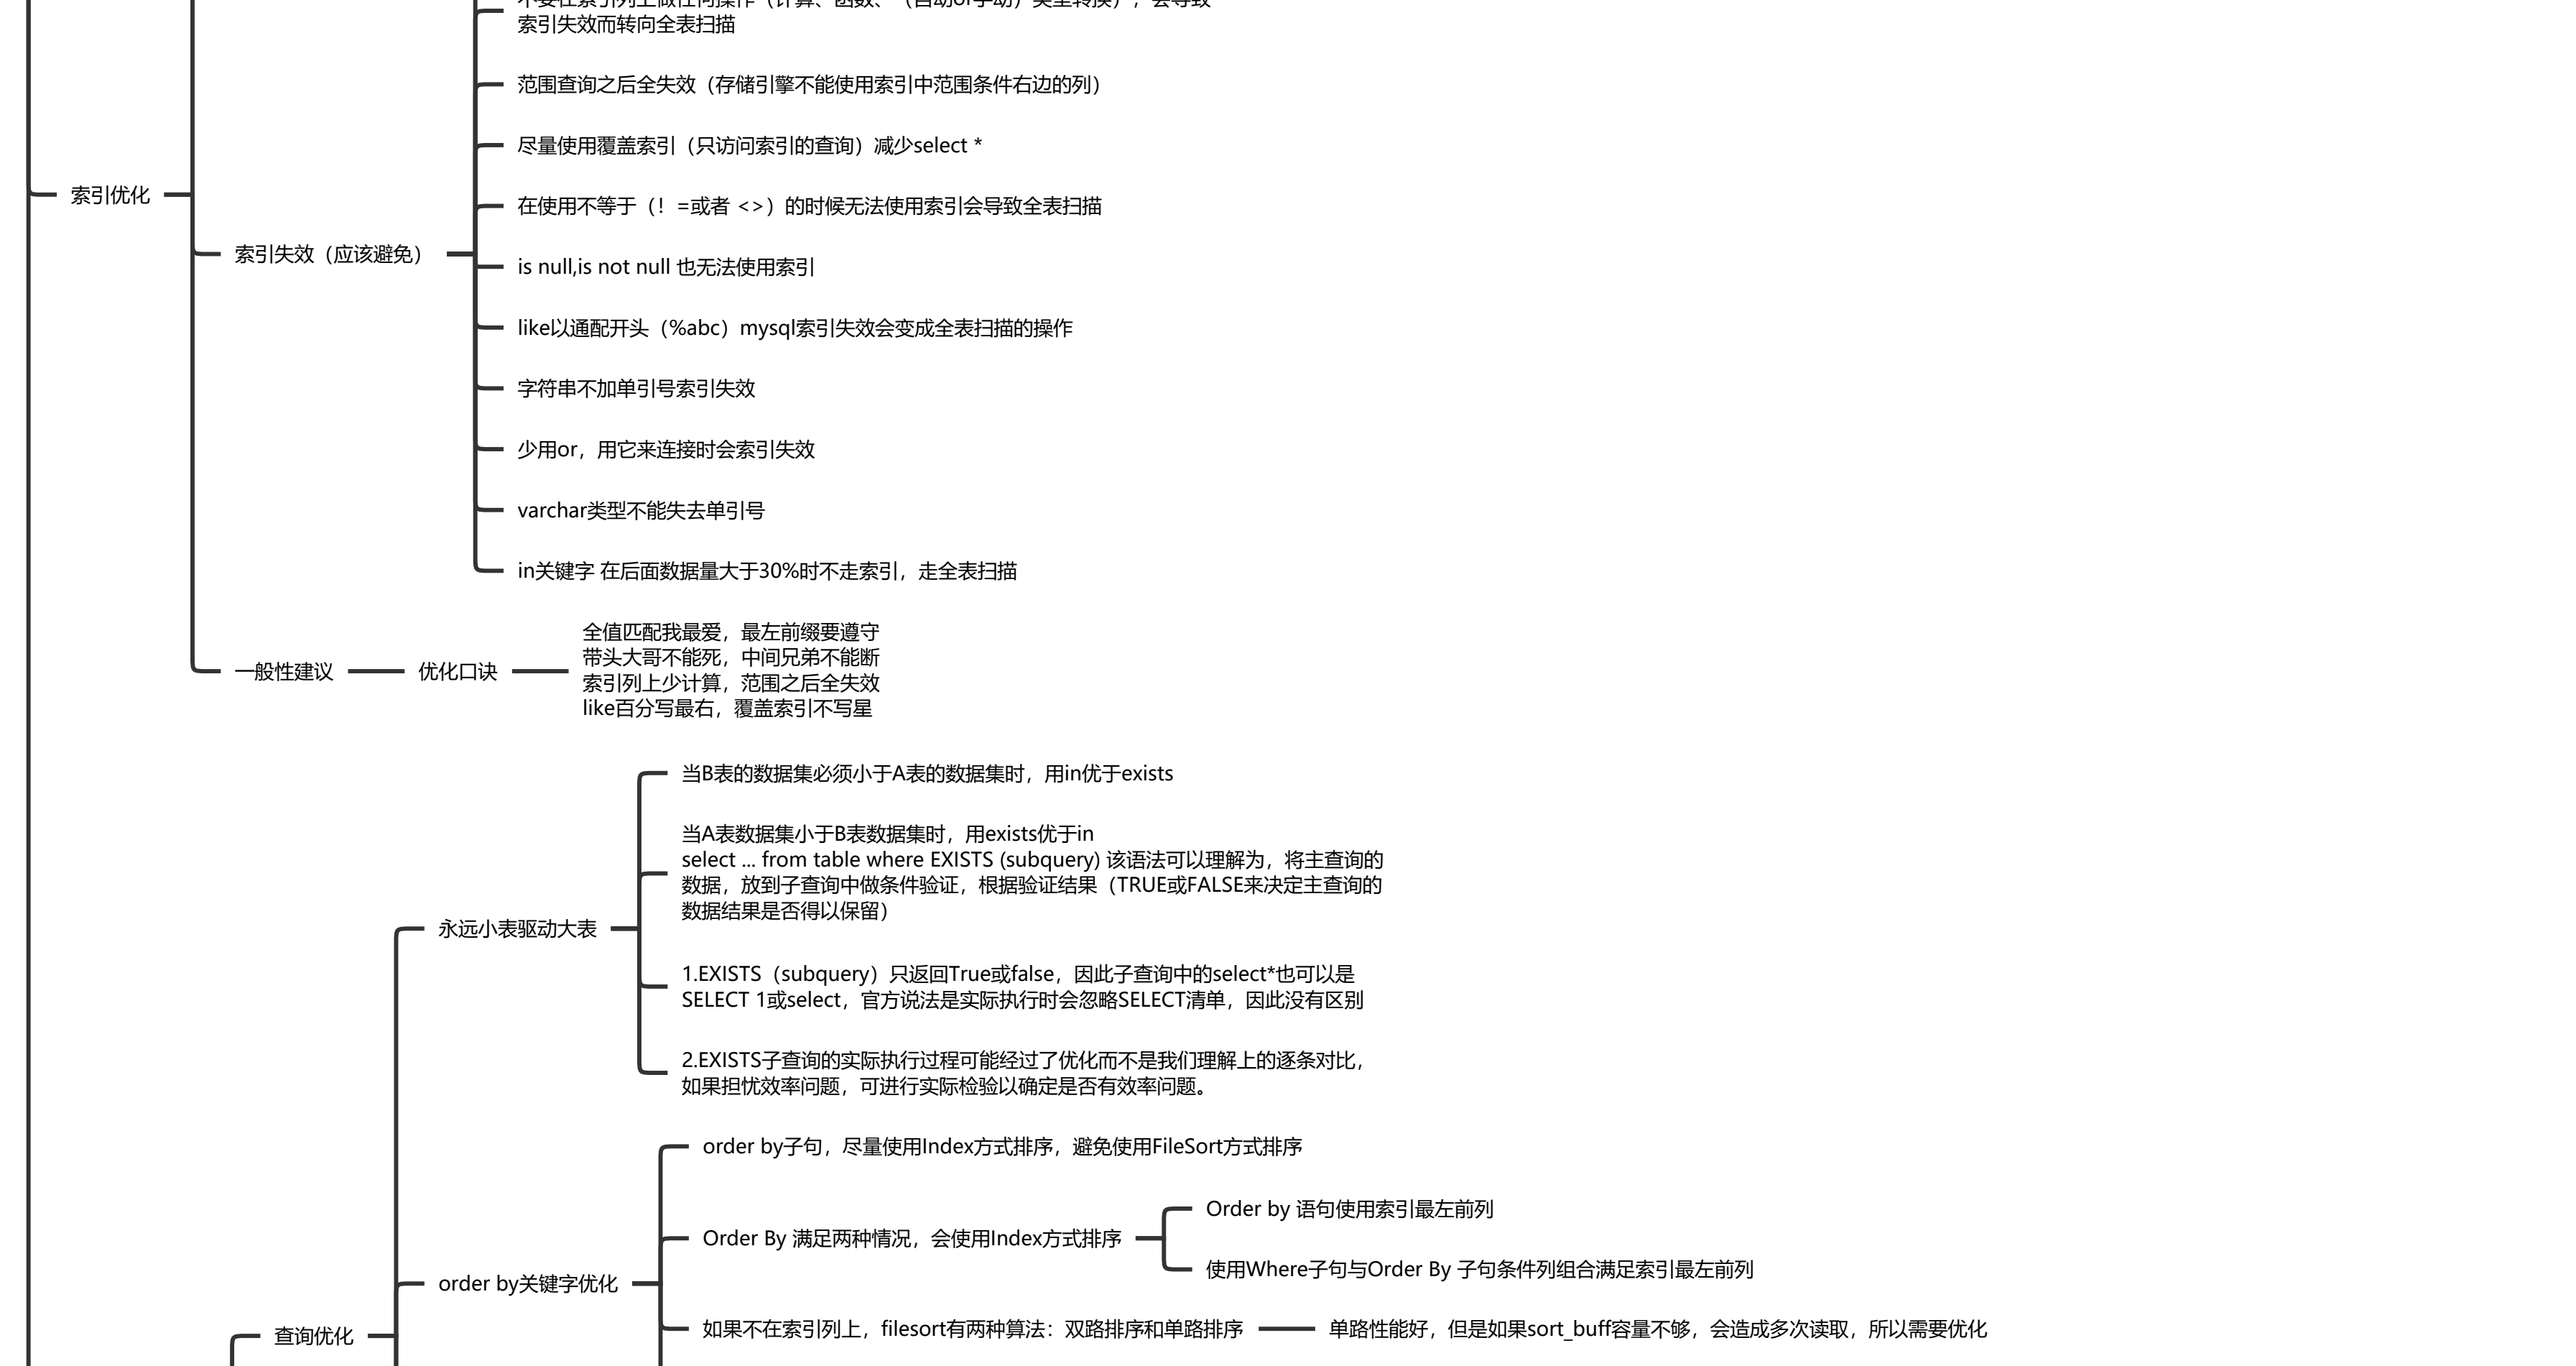 不要在索引列上做任何操作（计算、函数、（自动or手动）类型转换），会导致
索引失效而转向全表扫描
范围查询之后全失效（存储引擎不能使用索引中范围条件右边的列）
尽量使用覆盖索引（只访问索引的查询）减少select *
索引优化
在使用不等于（！=或者 <>）的时候无法使用索引会导致全表扫描
索引失效（应该避免）
is null,is not null 也无法使用索引
like以通配开头（%abc）mysql索引失效会变成全表扫描的操作
字符串不加单引号索引失效
少用or，用它来连接时会索引失效
varchar类型不能失去单引号
in关键字 在后面数据量大于30%时不走索引，走全表扫描
一般性建议
优化口诀
全值匹配我最爱，最左前缀要遵守
带头大哥不能死，中间兄弟不能断
索引列上少计算，范围之后全失效
like百分写最右，覆盖索引不写星
当B表的数据集必须小于A表的数据集时，用in优于exists
当A表数据集小于B表数据集时，用exists优于in
select ... from table where EXISTS (subquery) 该语法可以理解为，将主查询的
数据，放到子查询中做条件验证，根据验证结果（TRUE或FALSE来决定主查询的
数据结果是否得以保留）
永远小表驱动大表
1.EXISTS（subquery）只返回True或false，因此子查询中的select*也可以是
SELECT 1或select，官方说法是实际执行时会忽略SELECT清单，因此没有区别
2.EXISTS子查询的实际执行过程可能经过了优化而不是我们理解上的逐条对比，
如果担忧效率问题，可进行实际检验以确定是否有效率问题。
order by子句，尽量使用Index方式排序，避免使用FileSort方式排序
Order By 满足两种情况，会使用Index方式排序
Order by 语句使用索引最左前列
使用Where子句与Order By 子句条件列组合满足索引最左前列
order by关键字优化
查询优化
如果不在索引列上，filesort有两种算法：双路排序和单路排序
单路性能好，但是如果sort_buff容量不够，会造成多次读取，所以需要优化